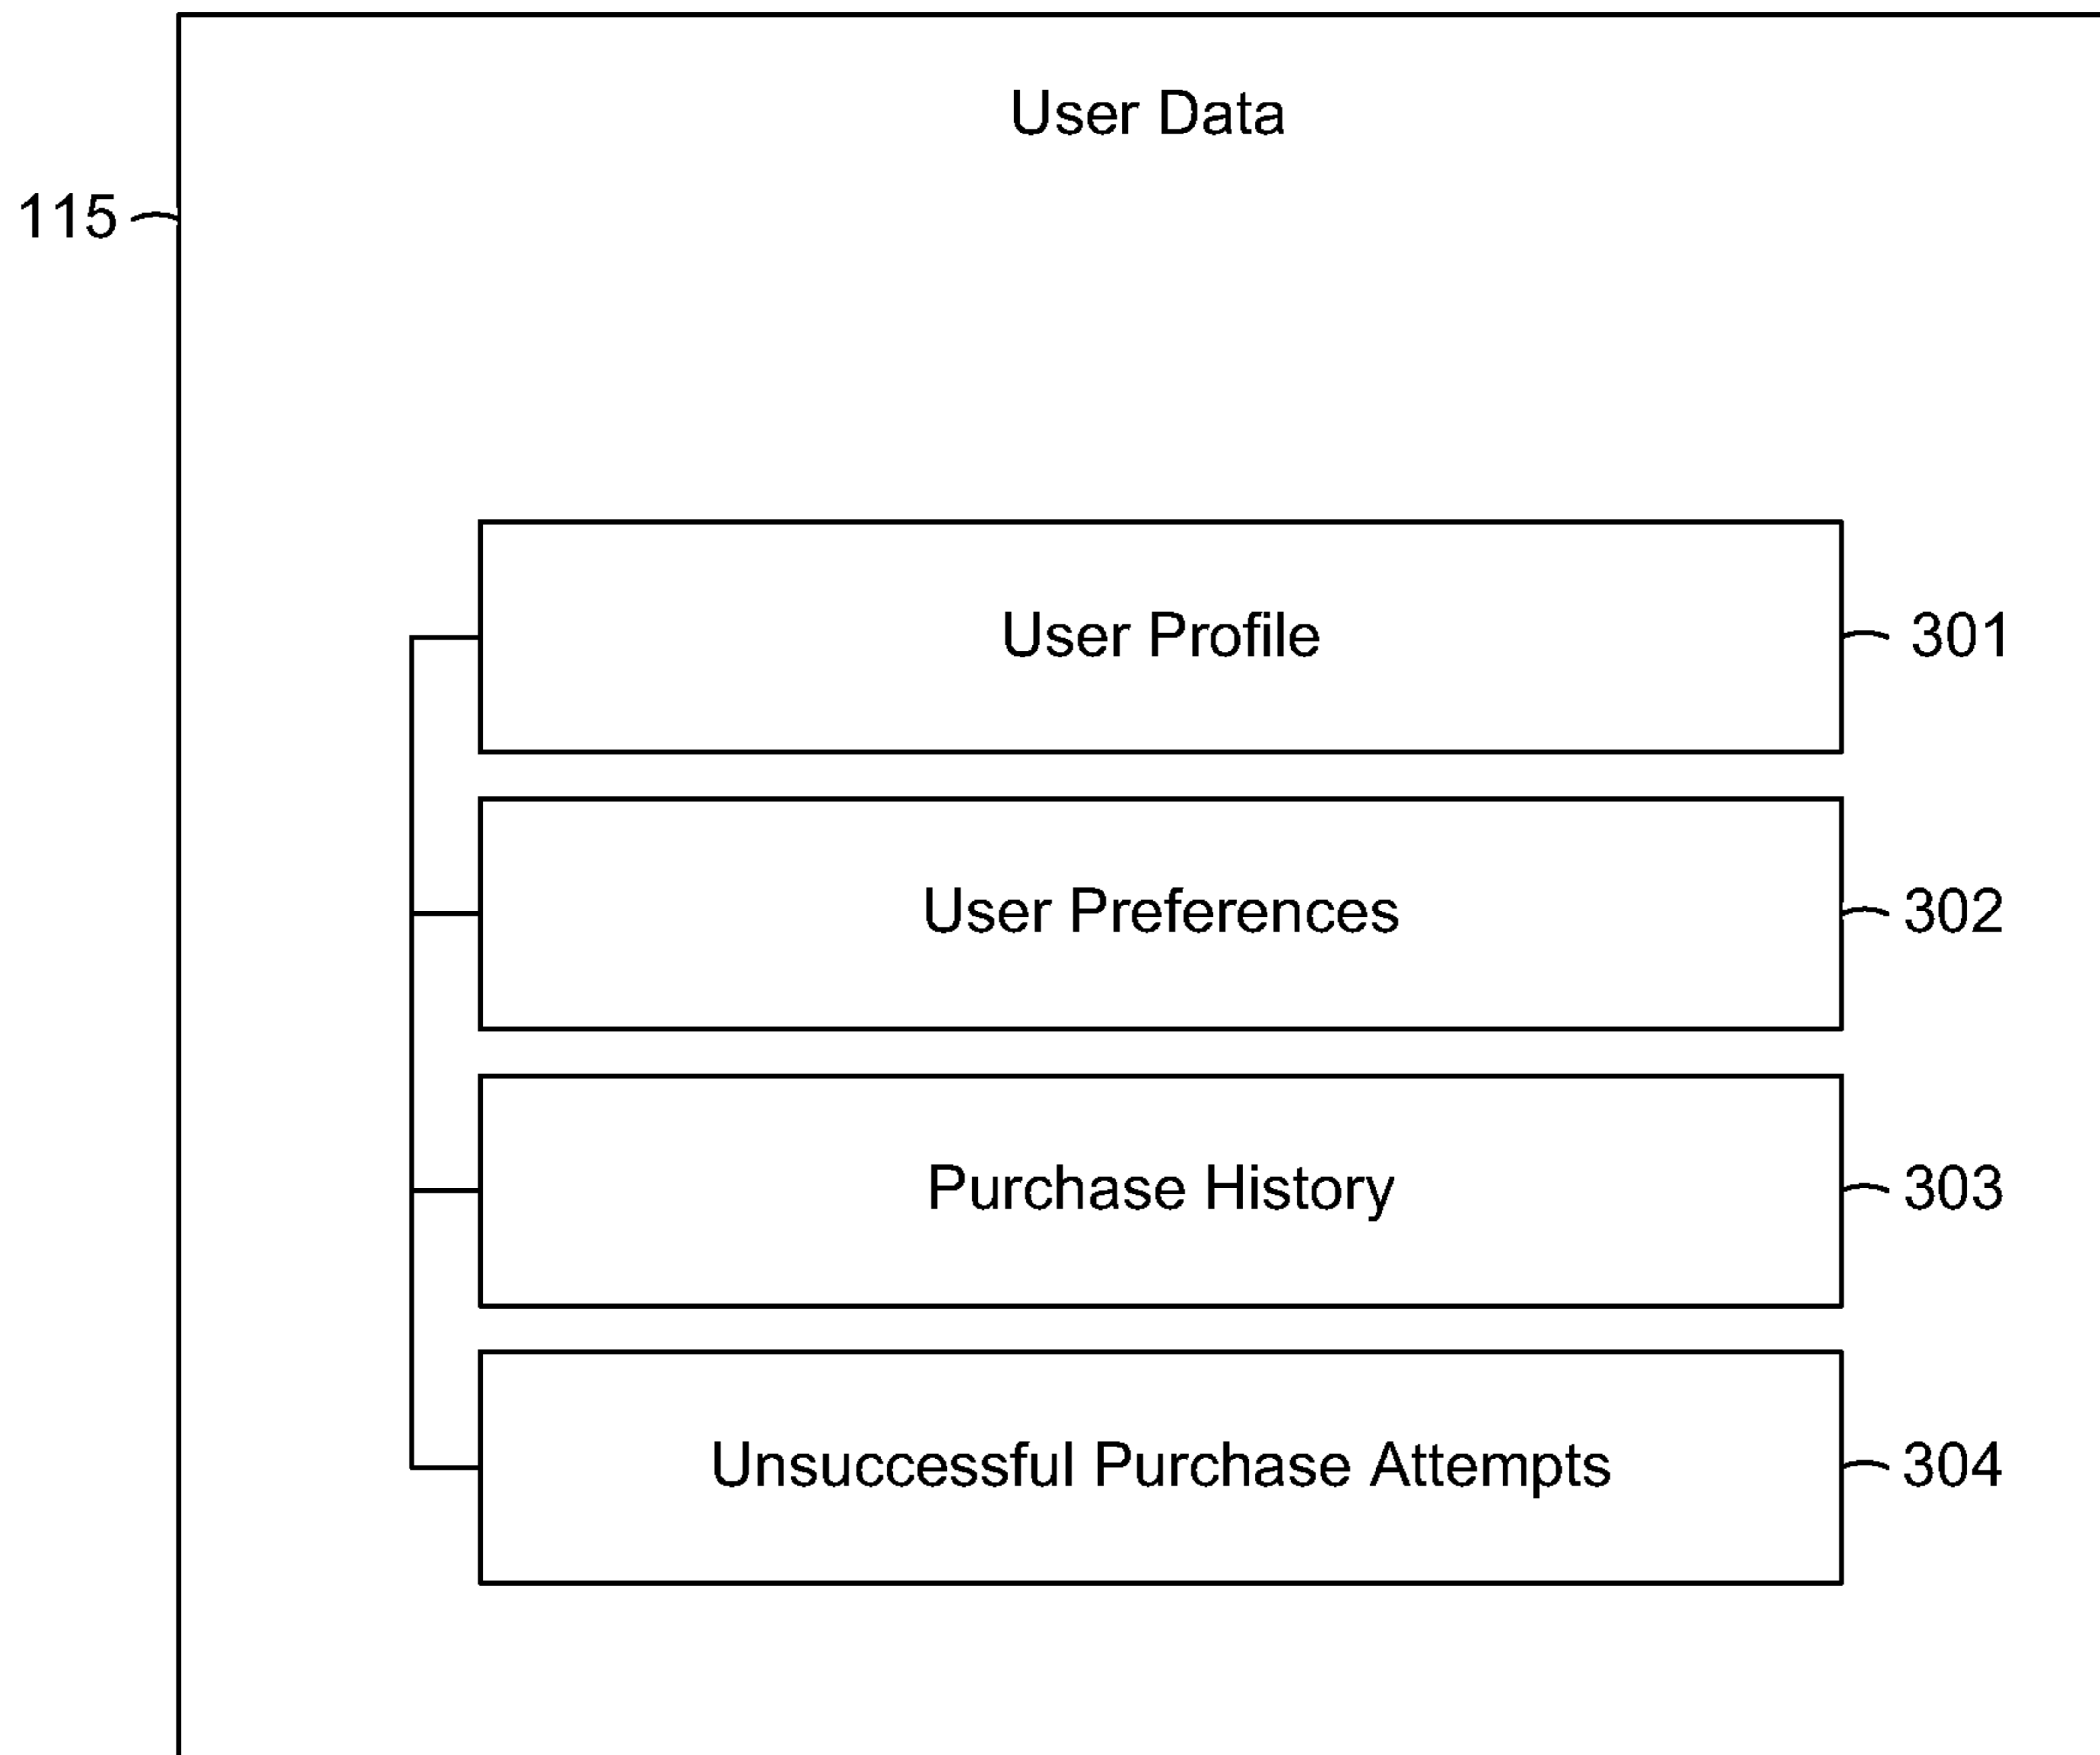 User Data
115
User Profile
301
User Preferences
302
Purchase History
303
Unsuccessful Purchase Attempts
304